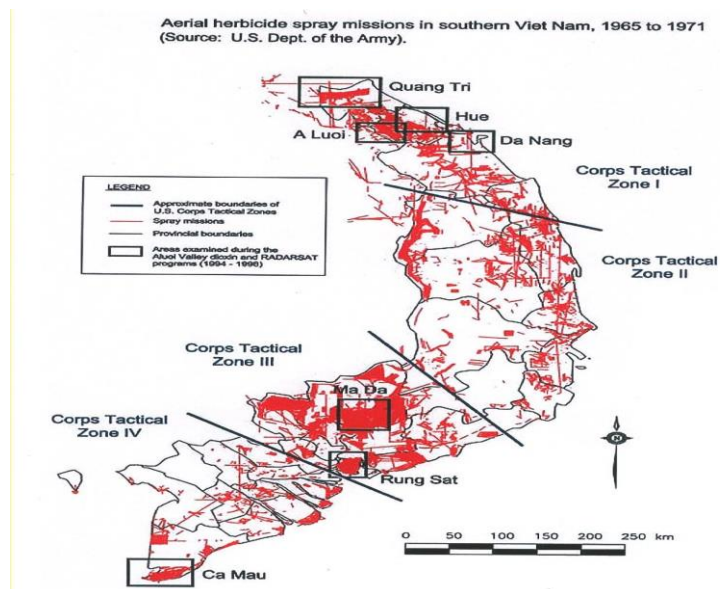 Aerial herbicide spray missions in southern Viet Nam, 1965 to 1971
(Source: U.S. Dept. of the Army).
Quang Tri
Hue
A Luoi
Da Nang
Corps Tactical
Zone I
LEGEND
Approximate boundaries of
U.S. Corps Tactical Zones
Spray missions
Provincial boundaries
Areas examined during the
Aluoi Valley dioxin and RADARSAT
programs (1994 - 1998)
Corps Tactical
Zone II
Corps Tactical
Zone III
Ma Da
Corps Tactical
Zone IV
Rung Sat
N
0 50 100 150 200 250 km
Ca Mau